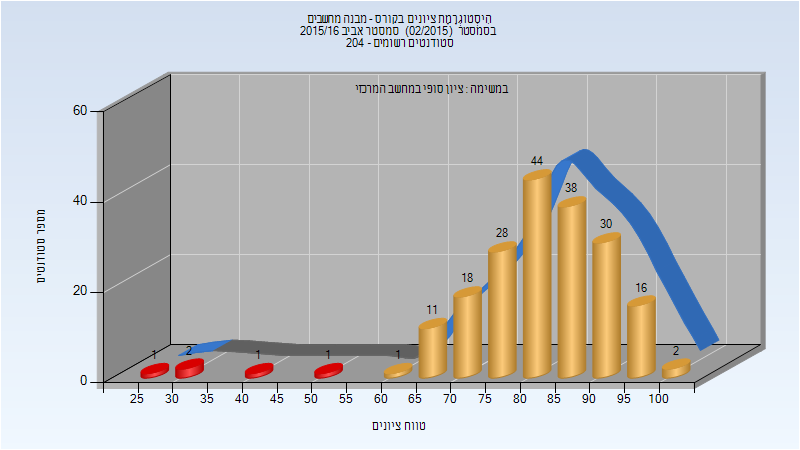 היסטוגרמת ציונים בקורס - מבנה מחשבים
בסמסטר (02/2015) סמסטר אביב 2015/16
סטודנטים רשומים - 204
במשימה : ציון סופי במחשב המרכזי
60
40
20
0
מספר סטודנטים
1 2 1 1 1 11 18 28 44 38 30 16 2
25 30 35 40 45 50 55 60 65 70 75 80 85 90 95 100
טווח ציונים